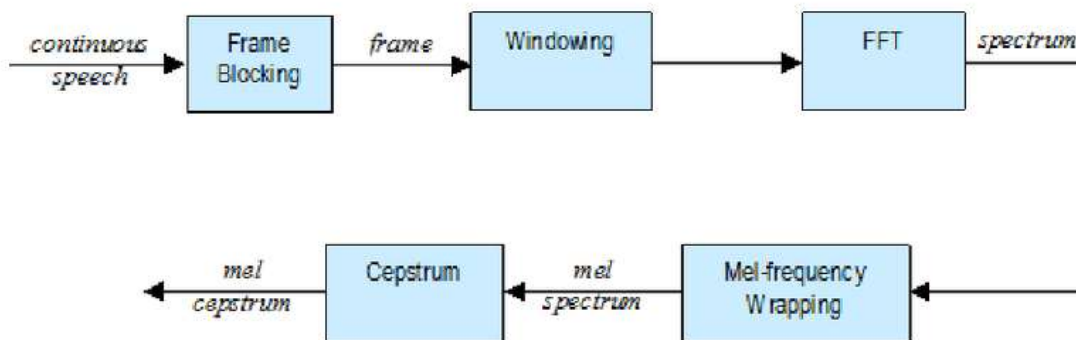 continuous
speech
Frame
Blocking
frame
Windowing
FFT
spectrum
mel
cepstrum
Cepstrum
mel
spectrum
Mel-frequency
Wrapping